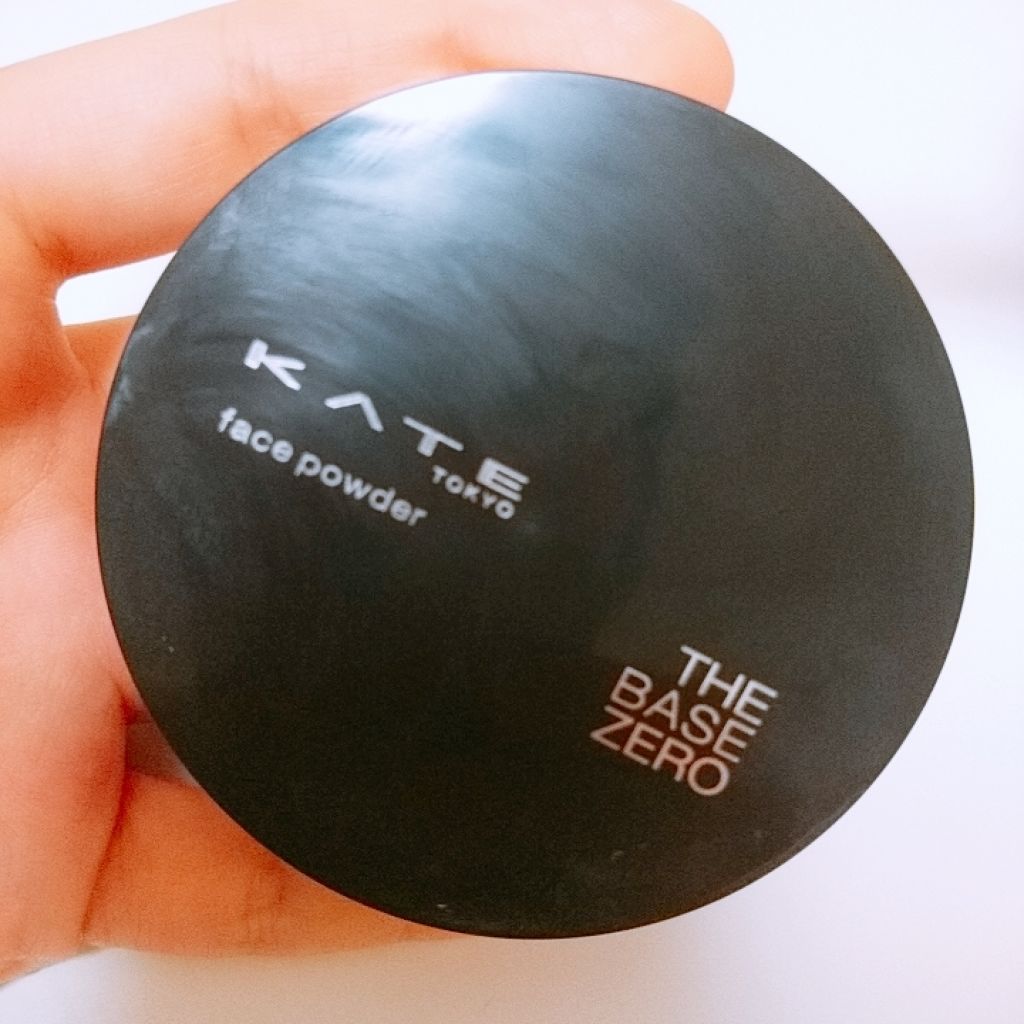 KATE
TOKYO
face powder
THE
BASE
ZERO